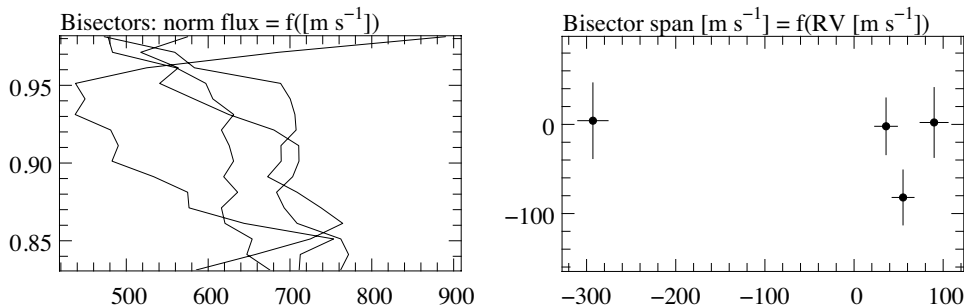 Bisectors: norm flux = f([m s⁻¹])
0.95
0.90
0.85
500 600 700 800 900
Bisector span [m s⁻¹] = f(RV [m s⁻¹])
0
−100
−300 −200 −100 0 100